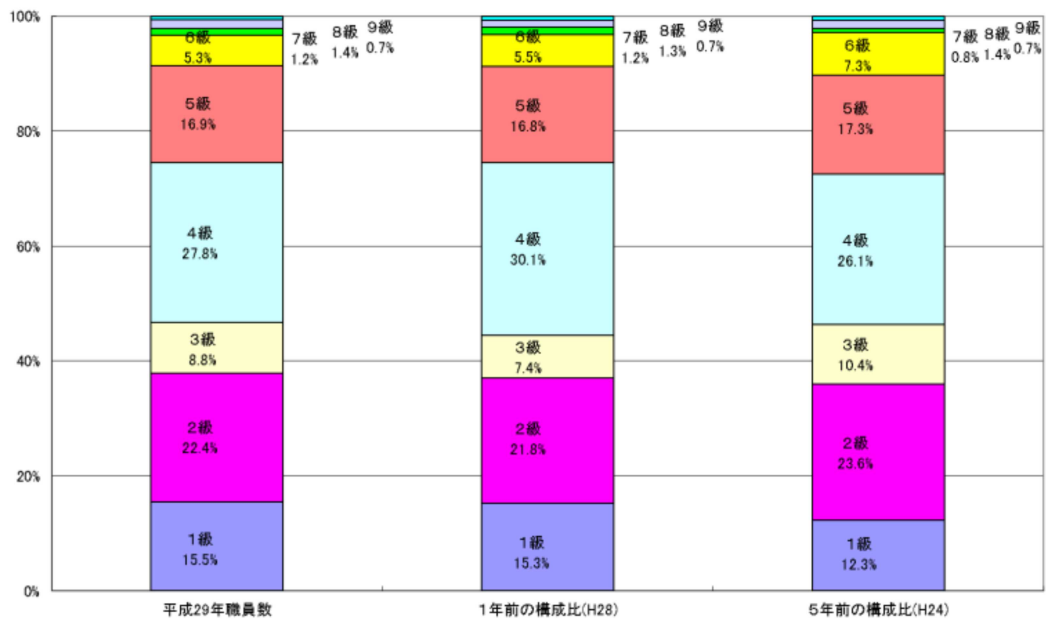 100%
80%
60%
40%
20%
0%
6級
5.3%
7級
1.2%
8級
1.4%
9級
0.7%
5級
16.9%
4級
27.8%
3級
8.8%
2級
22.4%
1級
15.5%
平成29年職員数
6級
5.5%
7級
1.2%
8級
1.3%
9級
0.7%
5級
16.8%
4級
30.1%
3級
7.4%
2級
21.8%
1級
15.3%
1年前の構成比(H28)
6級
7.3%
7級
0.8%
8級
1.4%
9級
0.7%
5級
17.3%
4級
26.1%
3級
10.4%
2級
23.6%
1級
12.3%
5年前の構成比(H24)